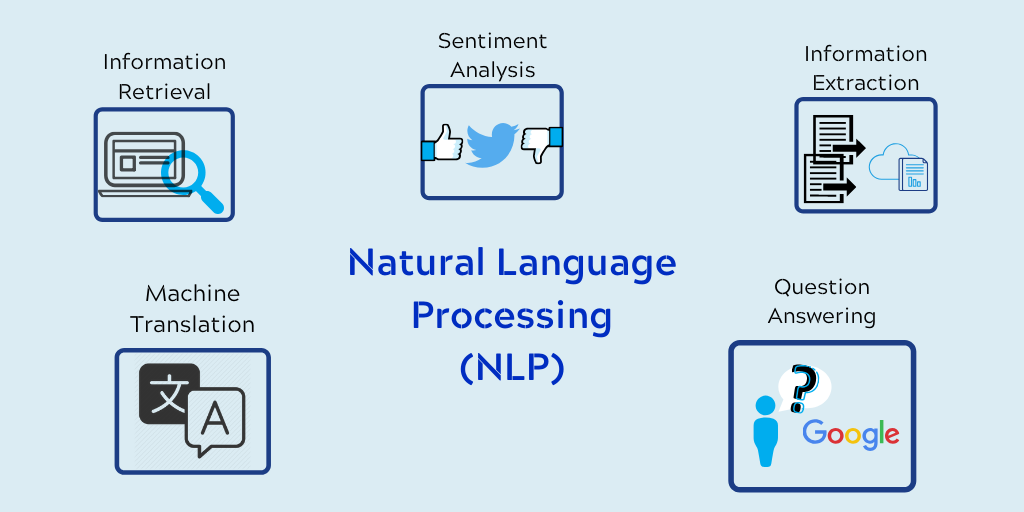 Information
Retrieval
Sentiment
Analysis
Information
Extraction
Natural Language
Processing
(NLP)
Machine
Translation
文
A
Question
Answering
?
Google